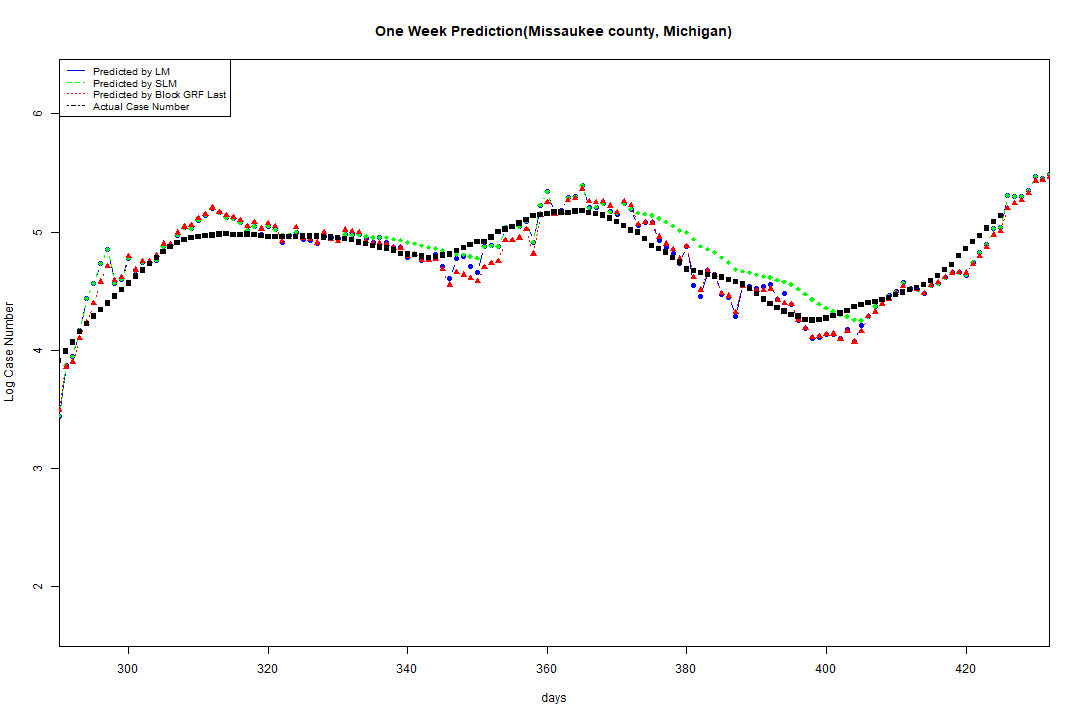 One Week Prediction(Missaukee county, Michigan)
Predicted by LM
Predicted by SLM
Predicted by Block GRF Last
Actual Case Number
6
5
4
3
2
Log Case Number
300 320 340 360 380 400 420
days